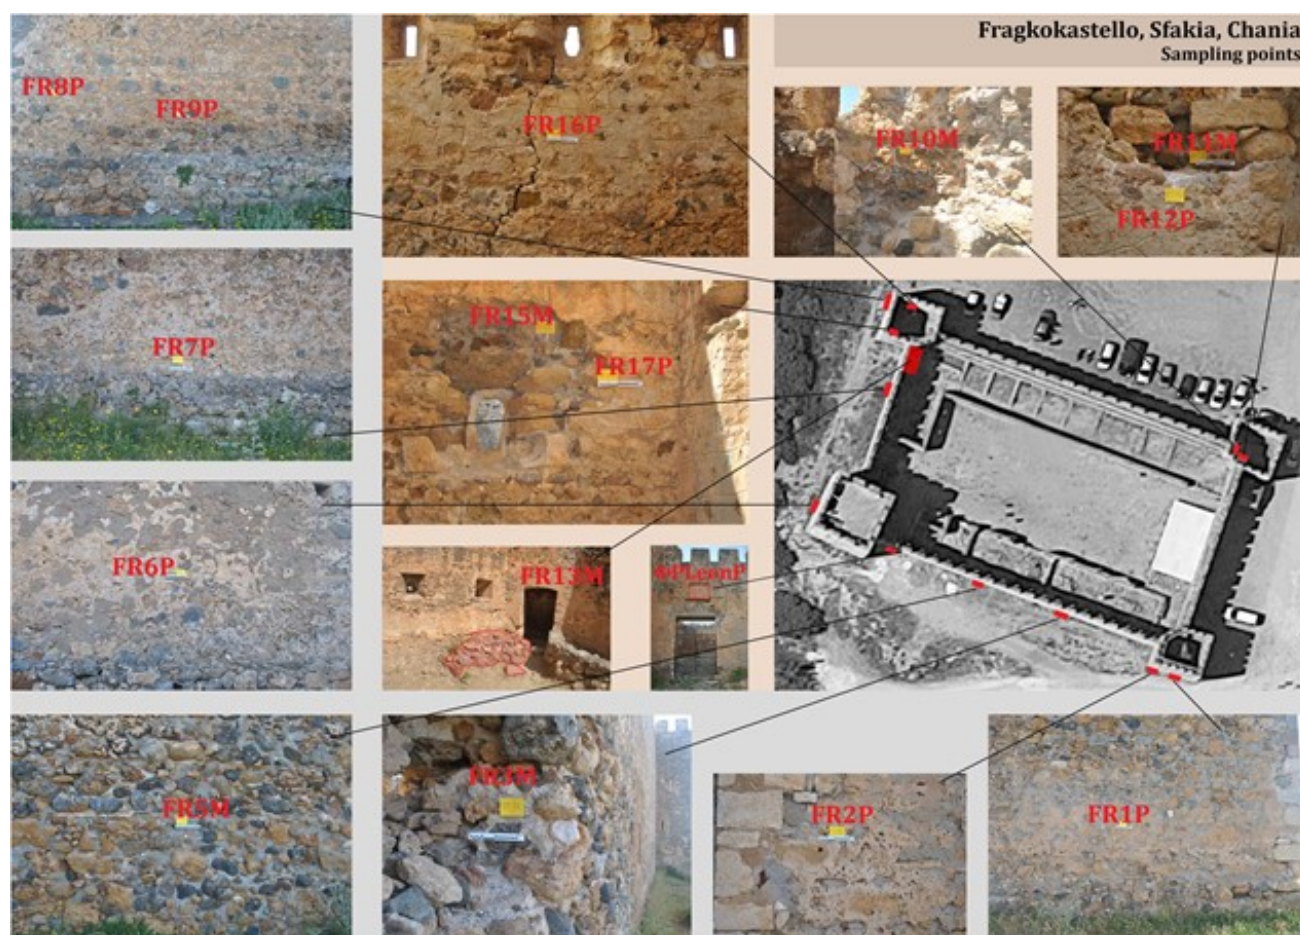 Fragkokastello, Sfakia, Chania
Sampling points
FR8P
FR9P
FR16P
FR10M
FR11M
FR12P
FR7P
FR15M
FR17P
FR6P
FR13M
ΦPLeonP
FR5M
FR3M
FR2P
FR1P